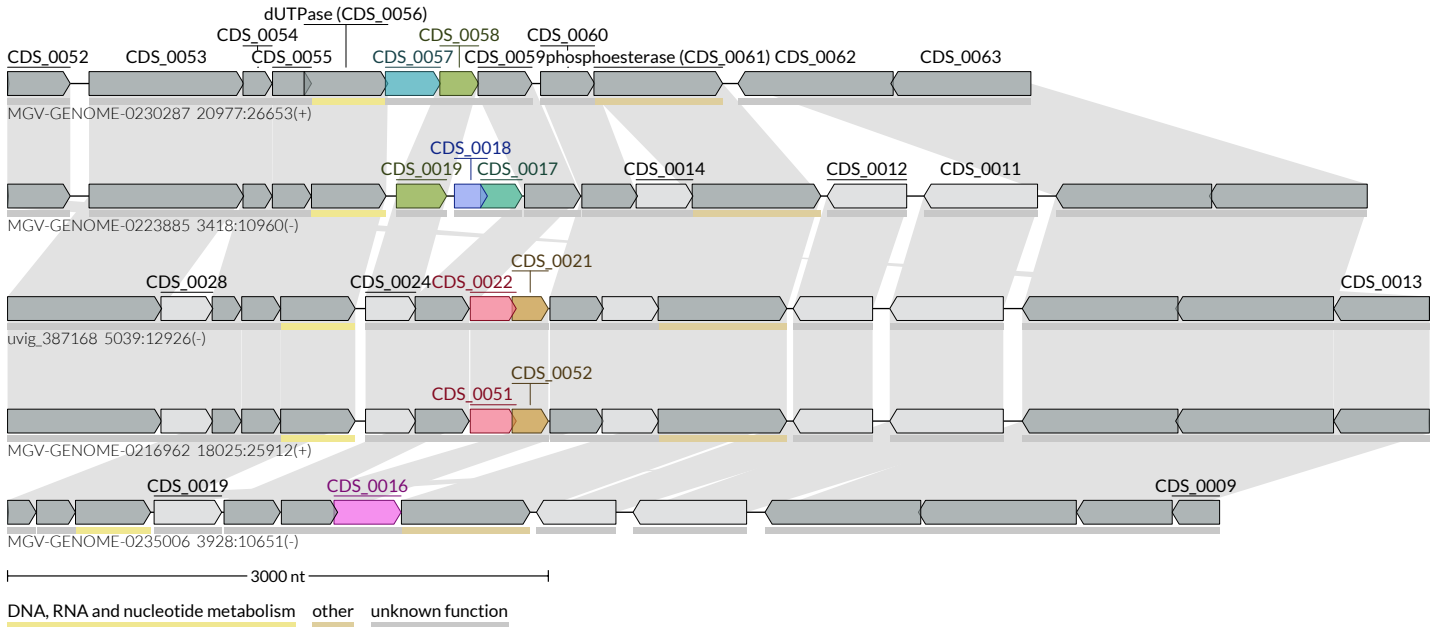 dUTPase (CDS_0056)
CDS_0054 CDS_0058 CDS_0060
CDS_0052 CDS_0053 CDS_0055 CDS_0057 CDS_0059 phosphoesterase (CDS_0061) CDS_0062 CDS_0063
MGV-GENOME-0230287 20977:26653(+)
CDS_0018
CDS_0019 CDS_0017 CDS_0014 CDS_0012 CDS_0011
MGV-GENOME-0223885 3418:10960(-)
CDS_0021
CDS_0028 CDS_0024 CDS_0022 CDS_0013
uvig_387168 5039:12926(-)
CDS_0052
CDS_0051
MGV-GENOME-0216962 18025:25912(+)
CDS_0019 CDS_0016 CDS_0009
MGV-GENOME-0235006 3928:10651(-)
3000 nt
DNA, RNA and nucleotide metabolism other unknown function